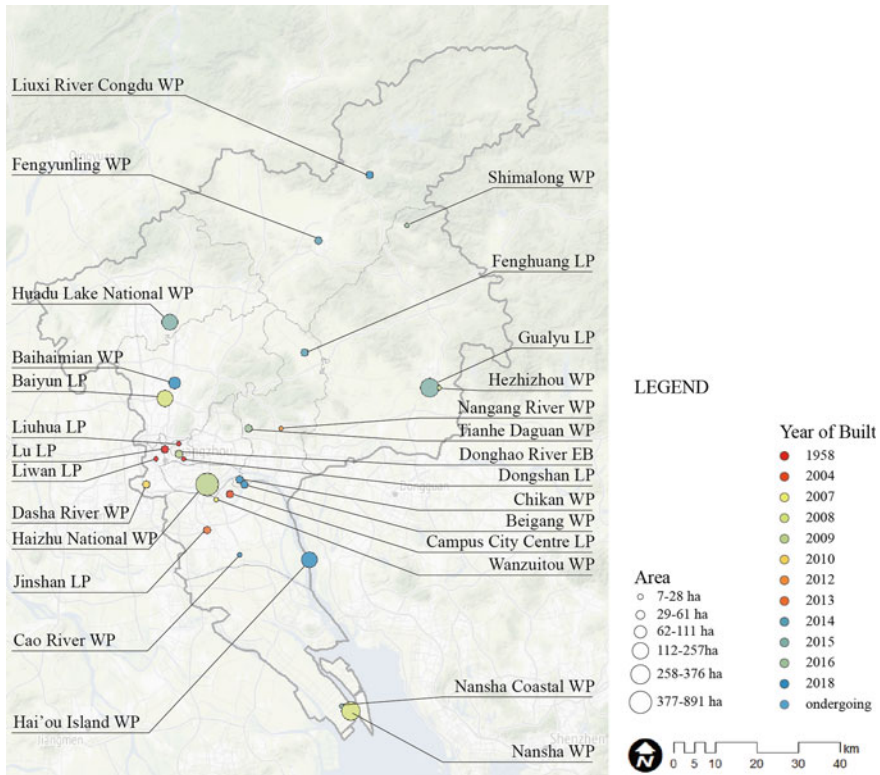 Liuxi River Congdu WP
Fengyunling WP
Shimalong WP
Fenghuang LP
Huadu Lake National WP
Gualyu LP
Baihaimian WP
Hezhizhou WP
Baiyun LP
Nangang River WP
Liuhua LP
Tianhe Daguan WP
Lu LP
Donghao River EB
Liwan LP
Dongshan LP
Chikan WP
Dasha River WP
Beigang WP
Haizhu National WP
Campus City Centre LP
Wanzuitou WP
Jinshan LP
Cao River WP
Nansha Coastal WP
Hai'ou Island WP
Nansha WP
Dongguan
Jiangmen
Shenzhen
LEGEND
Year of Built
1958
2004
2007
2008
2009
2010
2012
2013
2014
2015
2016
2018
ondergoing
Area
7-28 ha
29-61 ha
62-111 ha
112-257ha
258-376 ha
377-891 ha
N
0 5 10 20 30 40
km